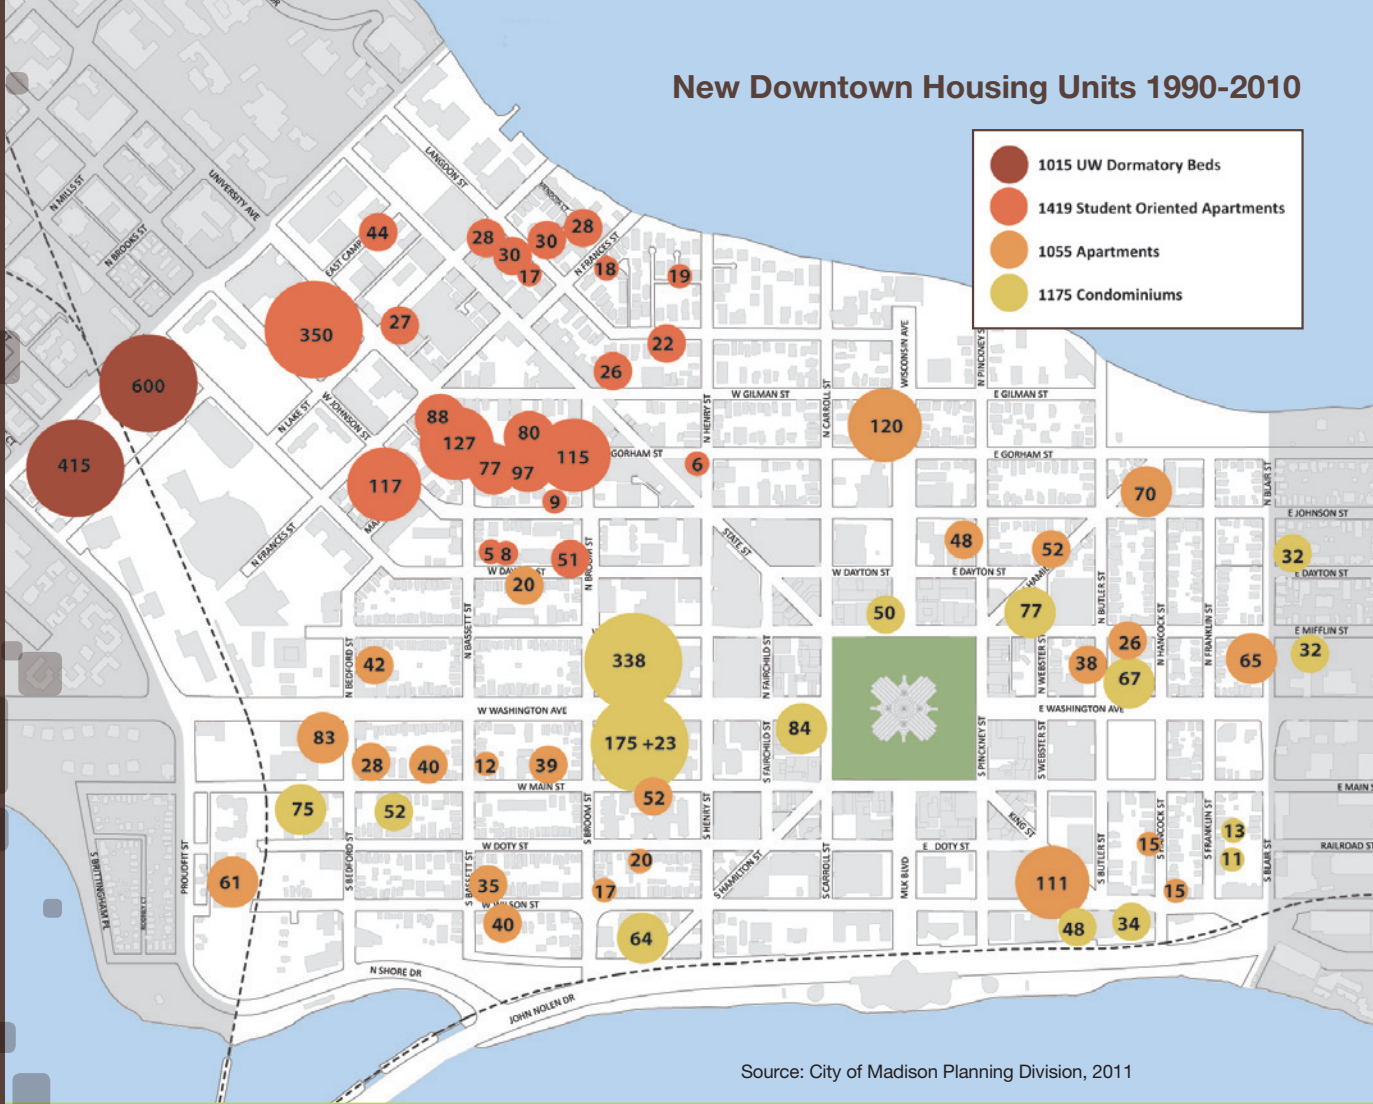 New Downtown Housing Units 1990-2010
1015 UW Dormatory Beds
1419 Student Oriented Apartments
1055 Apartments
1175 Condominiums
LANGDON ST
UNIVERSITY AVE
N MILLS ST
N BROOKS ST
EAST CAMP
N FRANCES ST
44
28
30
17
30
28
18
19
350
27
22
26
600
415
N LAKE ST
W JOHNSON ST
WISCONSIN AVE
N PINCKNEY S
W GILMAN ST
E GILMAN ST
N HENRY ST
N CARROLL ST
88
127
80
77
97
115
GORHAM ST
E GORHAM ST
6
120
117
9
70
N BLAIR ST
E JOHNSON ST
N FRANCES ST
STATE ST
5
8
51
48
52
32
W DAYTON ST
E DAYTON ST
E DAYTON ST
20
50
77
N BUTLER ST
N BASSETT ST
N BEDFORD ST
N FAIRCHILD ST
N WEBSTER S
N HANCOCK ST
N FRANKLIN ST
E MIFFLIN ST
42
338
38
26
67
65
32
W WASHINGTON AVE
E WASHINGTON AVE
83
28
40
12
39
175 +23
84
S FAIRCHILD ST
S PINCKNEY ST
S WEBSTER ST
W MAIN ST
E MAIN S
75
52
52
S BROOM ST
S HENRY ST
KING ST
13
11
15
15
W DOTY ST
E DOTY ST
RAILROAD ST
PROUDFIT ST
S BRITTINGHAM PL
S BEDFORD ST
61
35
20
17
S HAMILTON ST
S CARROLL ST
MLK BLVD
111
S BUTLER ST
S FRANKLIN ST
S BLAIR ST
40
64
48
34
N SHORE DR
JOHN NOLEN DR
Source: City of Madison Planning Division, 2011